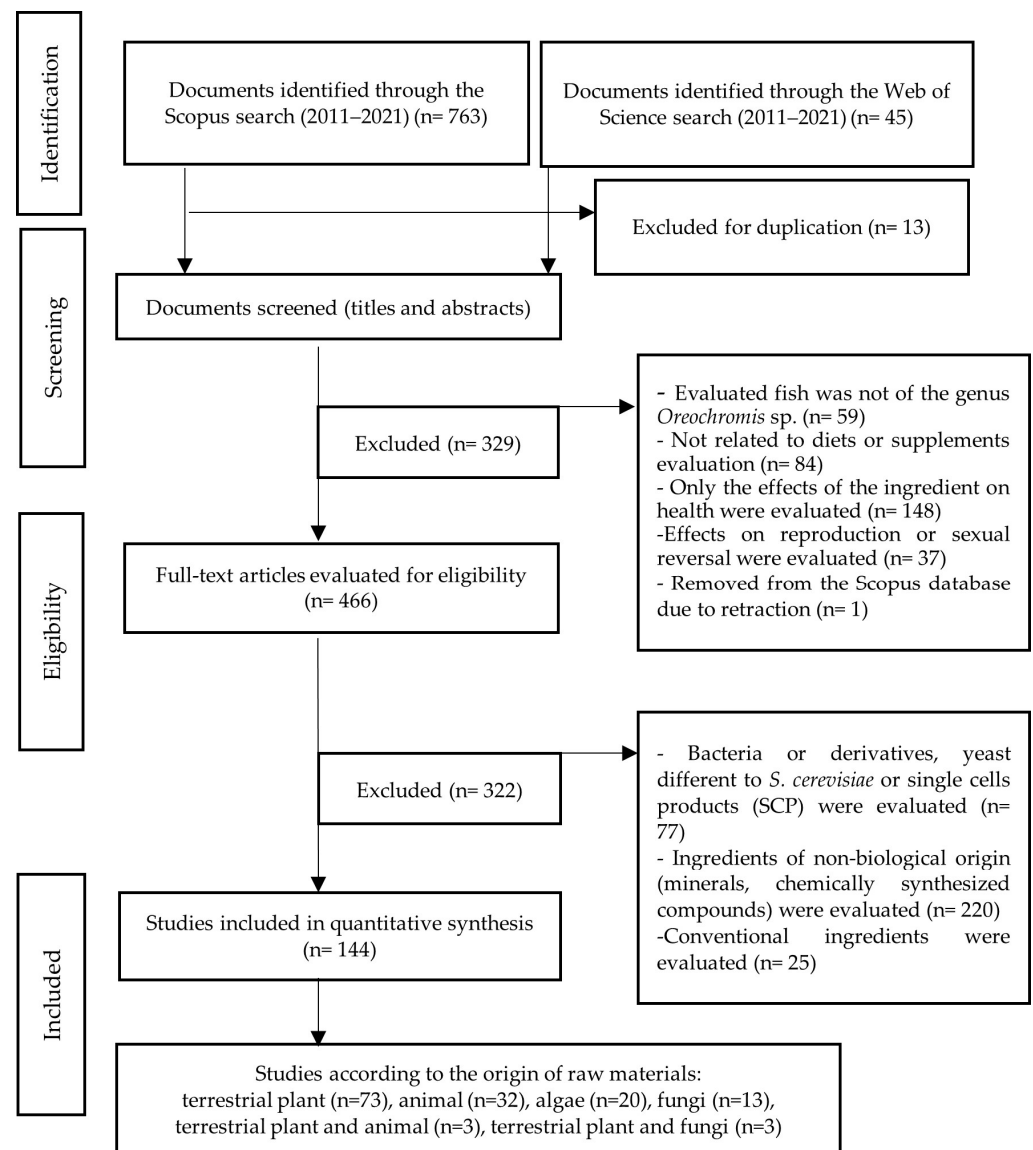 Identification
Documents identified through the
Scopus search (2011–2021) (n= 763)
Documents identified through the Web of
Science search (2011–2021) (n= 45)
Excluded for duplication (n= 13)
Screening
Documents screened (titles and abstracts)
Excluded (n= 329)
- Evaluated fish was not of the genus
Oreochromis sp. (n= 59)
- Not related to diets or supplements
evaluation (n= 84)
- Only the effects of the ingredient on
health were evaluated (n= 148)
-Effects on reproduction or sexual
reversal were evaluated (n= 37)
- Removed from the Scopus database
due to retraction (n= 1)
Eligibility
Full-text articles evaluated for eligibility
(n= 466)
Excluded (n= 322)
- Bacteria or derivatives, yeast
different to S. cerevisiae or single cells
products (SCP) were evaluated (n=
77)
- Ingredients of non-biological origin
(minerals, chemically synthesized
compounds) were evaluated (n= 220)
-Conventional ingredients were
evaluated (n= 25)
Included
Studies included in quantitative synthesis
(n= 144)
Studies according to the origin of raw materials:
terrestrial plant (n=73), animal (n=32), algae (n=20), fungi (n=13),
terrestrial plant and animal (n=3), terrestrial plant and fungi (n=3)